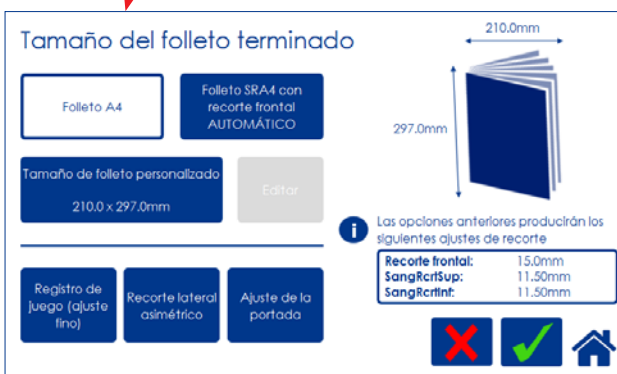 Tamaño del folleto terminado
210.0mm
Folleto A4
Folleto SRA4 con
recorte frontal
AUTOMÁTICO
297.0mm
Tamaño de folleto personalizado
210.0 x 297.0mm
Editar
i
Las opciones anteriores producirán los
siguientes ajustes de recorte
Recorte frontal: 15.0mm
SangRcrtSup: 11.50mm
SangRcrtInf: 11.50mm
Registro de
juego (ajuste
fino)
Recorte lateral
asimétrico
Ajuste de la
portada